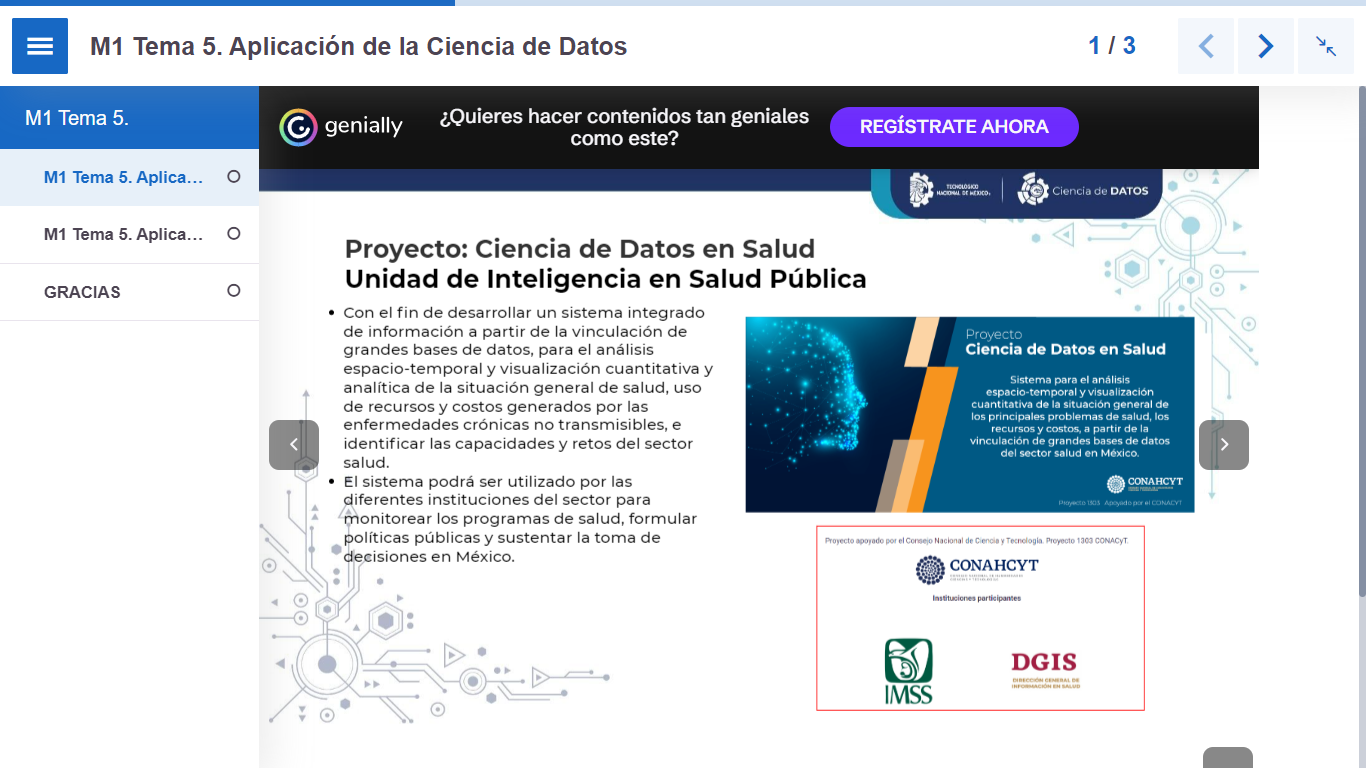 M1 Tema 5. Aplicación de la Ciencia de Datos
1 / 3
M1 Tema 5.
M1 Tema 5. Aplica...
M1 Tema 5. Aplica...
GRACIAS
genially
¿Quieres hacer contenidos tan geniales
como este?
REGÍSTRATE AHORA
TECNOLÓGICO
NACIONAL DE MÉXICO
Ciencia de DATOS
Proyecto: Ciencia de Datos en Salud
Unidad de Inteligencia en Salud Pública
• Con el fin de desarrollar un sistema integrado
de información a partir de la vinculación de
grandes bases de datos, para el análisis
espacio-temporal y visualización cuantitativa y
analítica de la situación general de salud, uso
de recursos y costos generados por las
enfermedades crónicas no transmisibles, e
identificar las capacidades y retos del sector
salud.
• El sistema podrá ser utilizado por las
diferentes instituciones del sector para
monitorear los programas de salud, formular
políticas públicas y sustentar la toma de
decisiones en México.
Proyecto
Ciencia de Datos en Salud
Sistema para el análisis
espacio-temporal y visualización
cuantitativa de la situación general de
los principales problemas de salud, los
recursos y costos, a partir de la
vinculación de grandes bases de datos
del sector salud en México.
CONAHCYT
Proyecto 1303 Apoyado por el CONACYT
Proyecto apoyado por el Consejo Nacional de Ciencia y Tecnología. Proyecto 1303 CONACyT.
CONAHCYT
Instituciones participantes
IMSS
DGIS
DIRECCIÓN GENERAL DE
INFORMACIÓN EN SALUD